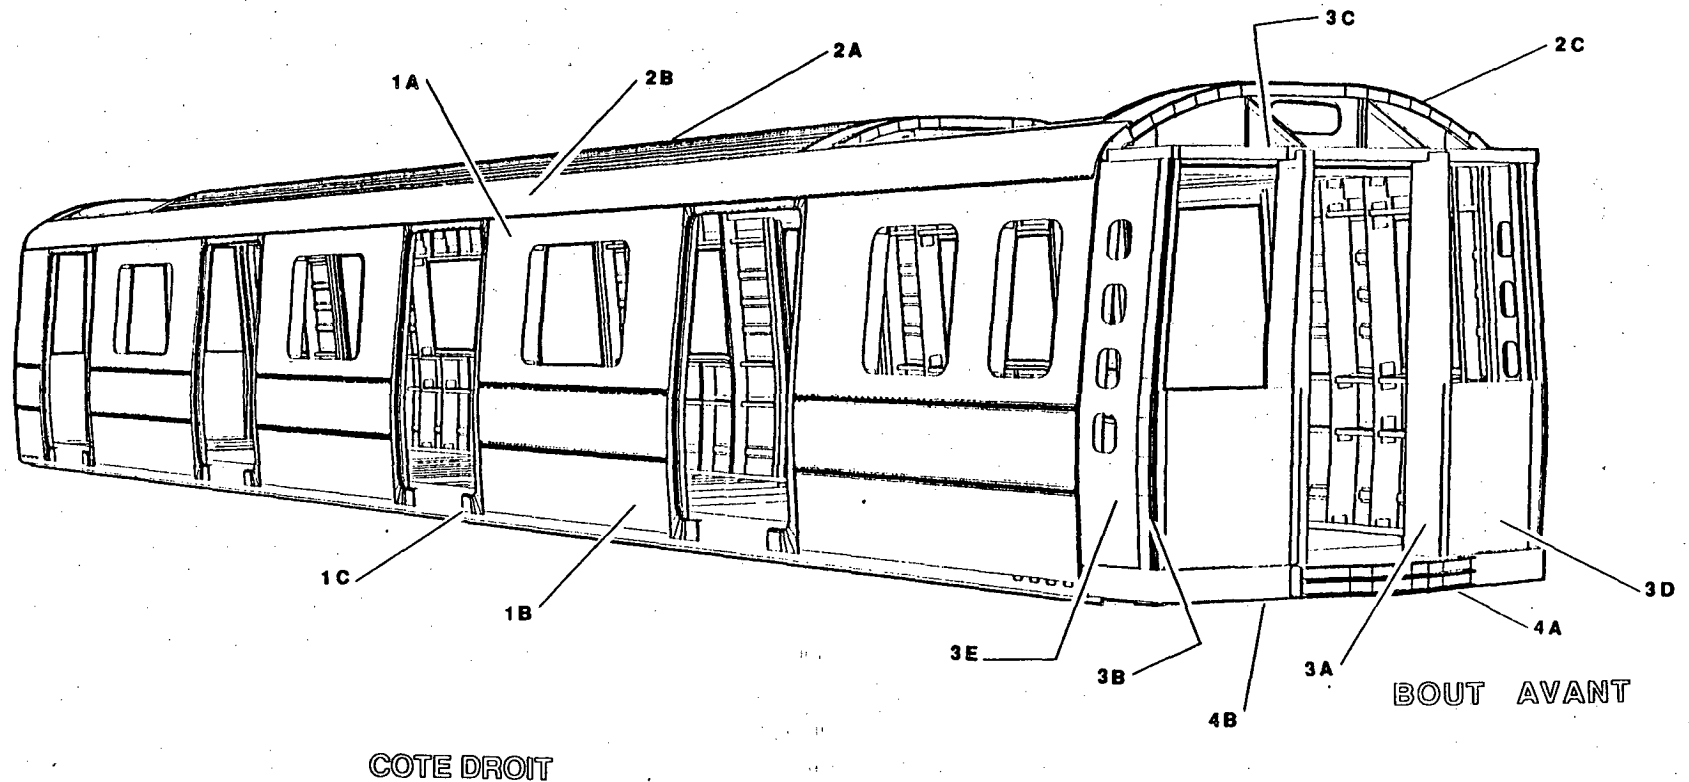 3C
2C
2A
2B
1A
1C
1B
3D
4A
3E
3B
3A
4B
BOUT AVANT
COTE DROIT